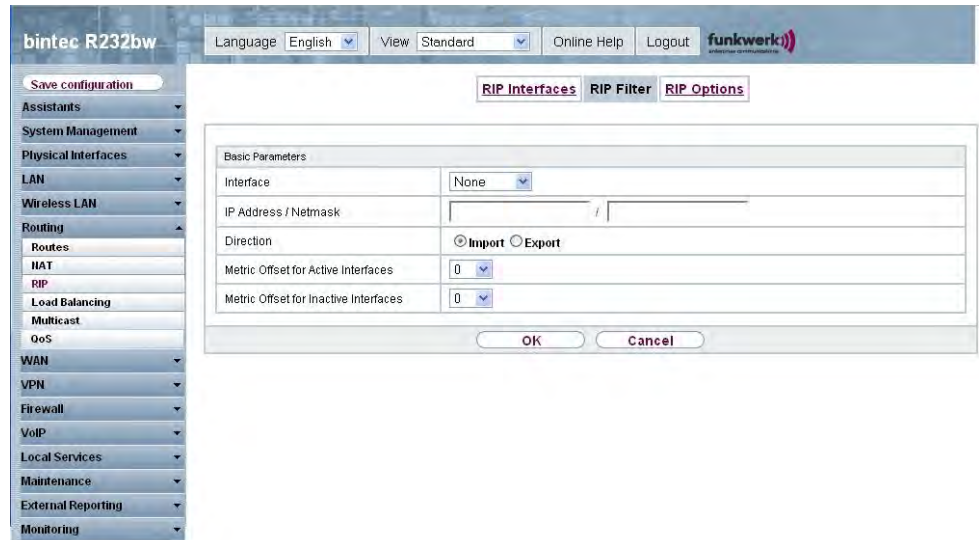 bintec R232bw
Language English View Standard Online Help Logout funkwerk
Save configuration
Assistants
System Management
Physical Interfaces
LAN
Wireless LAN
Routing
Routes
NAT
RIP
Load Balancing
Multicast
QoS
WAN
VPN
Firewall
VoIP
Local Services
Maintenance
External Reporting
Monitoring
RIP Interfaces RIP Filter RIP Options
Basic Parameters
Interface None
IP Address / Netmask /
Direction Import Export
Metric Offset for Active Interfaces 0
Metric Offset for Inactive Interfaces 0
OK Cancel